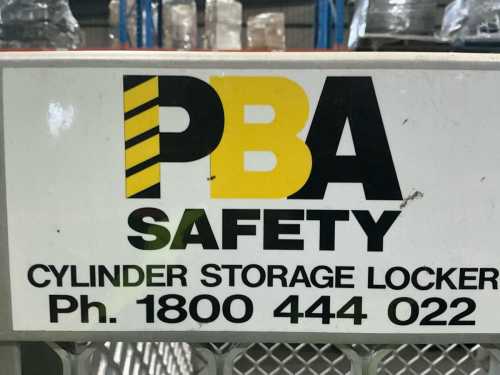 PBA
SAFETY
CYLINDER STORAGE LOCKER
Ph. 1800 444 022